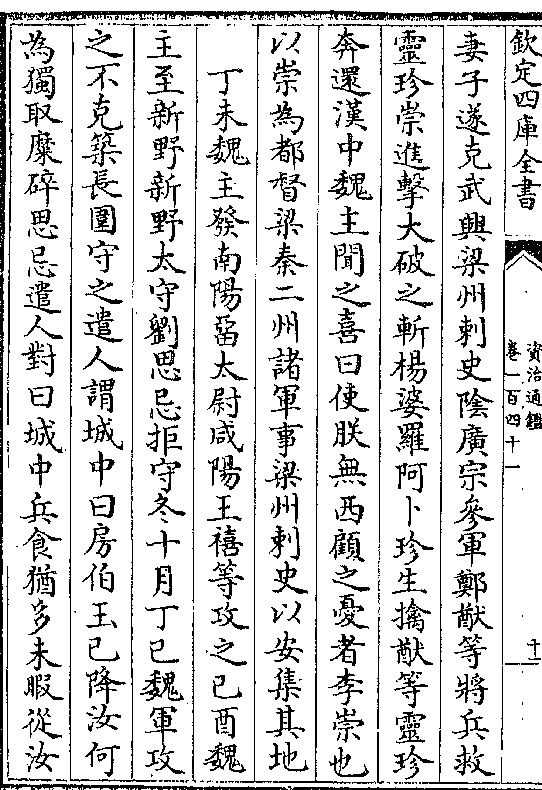 欽定四庫全書
資治通鑑
卷一百四十一
十二
妻子遂克武興梁州刺史陰廣宗參軍鄭猷等將兵救
靈珍崇進擊大破之斬楊婆羅阿卜珍生擒猷等靈珍
奔還漢中魏主聞之喜曰使朕無西顧之憂者李崇也
以崇為都督梁秦二州諸軍事梁州刺史以安集其地
丁未魏主發南陽留太尉咸陽王禧等攻之己酉魏
主至新野新野太守劉思忌拒守冬十月丁巳魏軍攻
之不克築長圍守之遣人謂城中曰房伯玉已降汝何
為獨取糜碎思忌遣人對曰城中兵食猶多未暇從汝